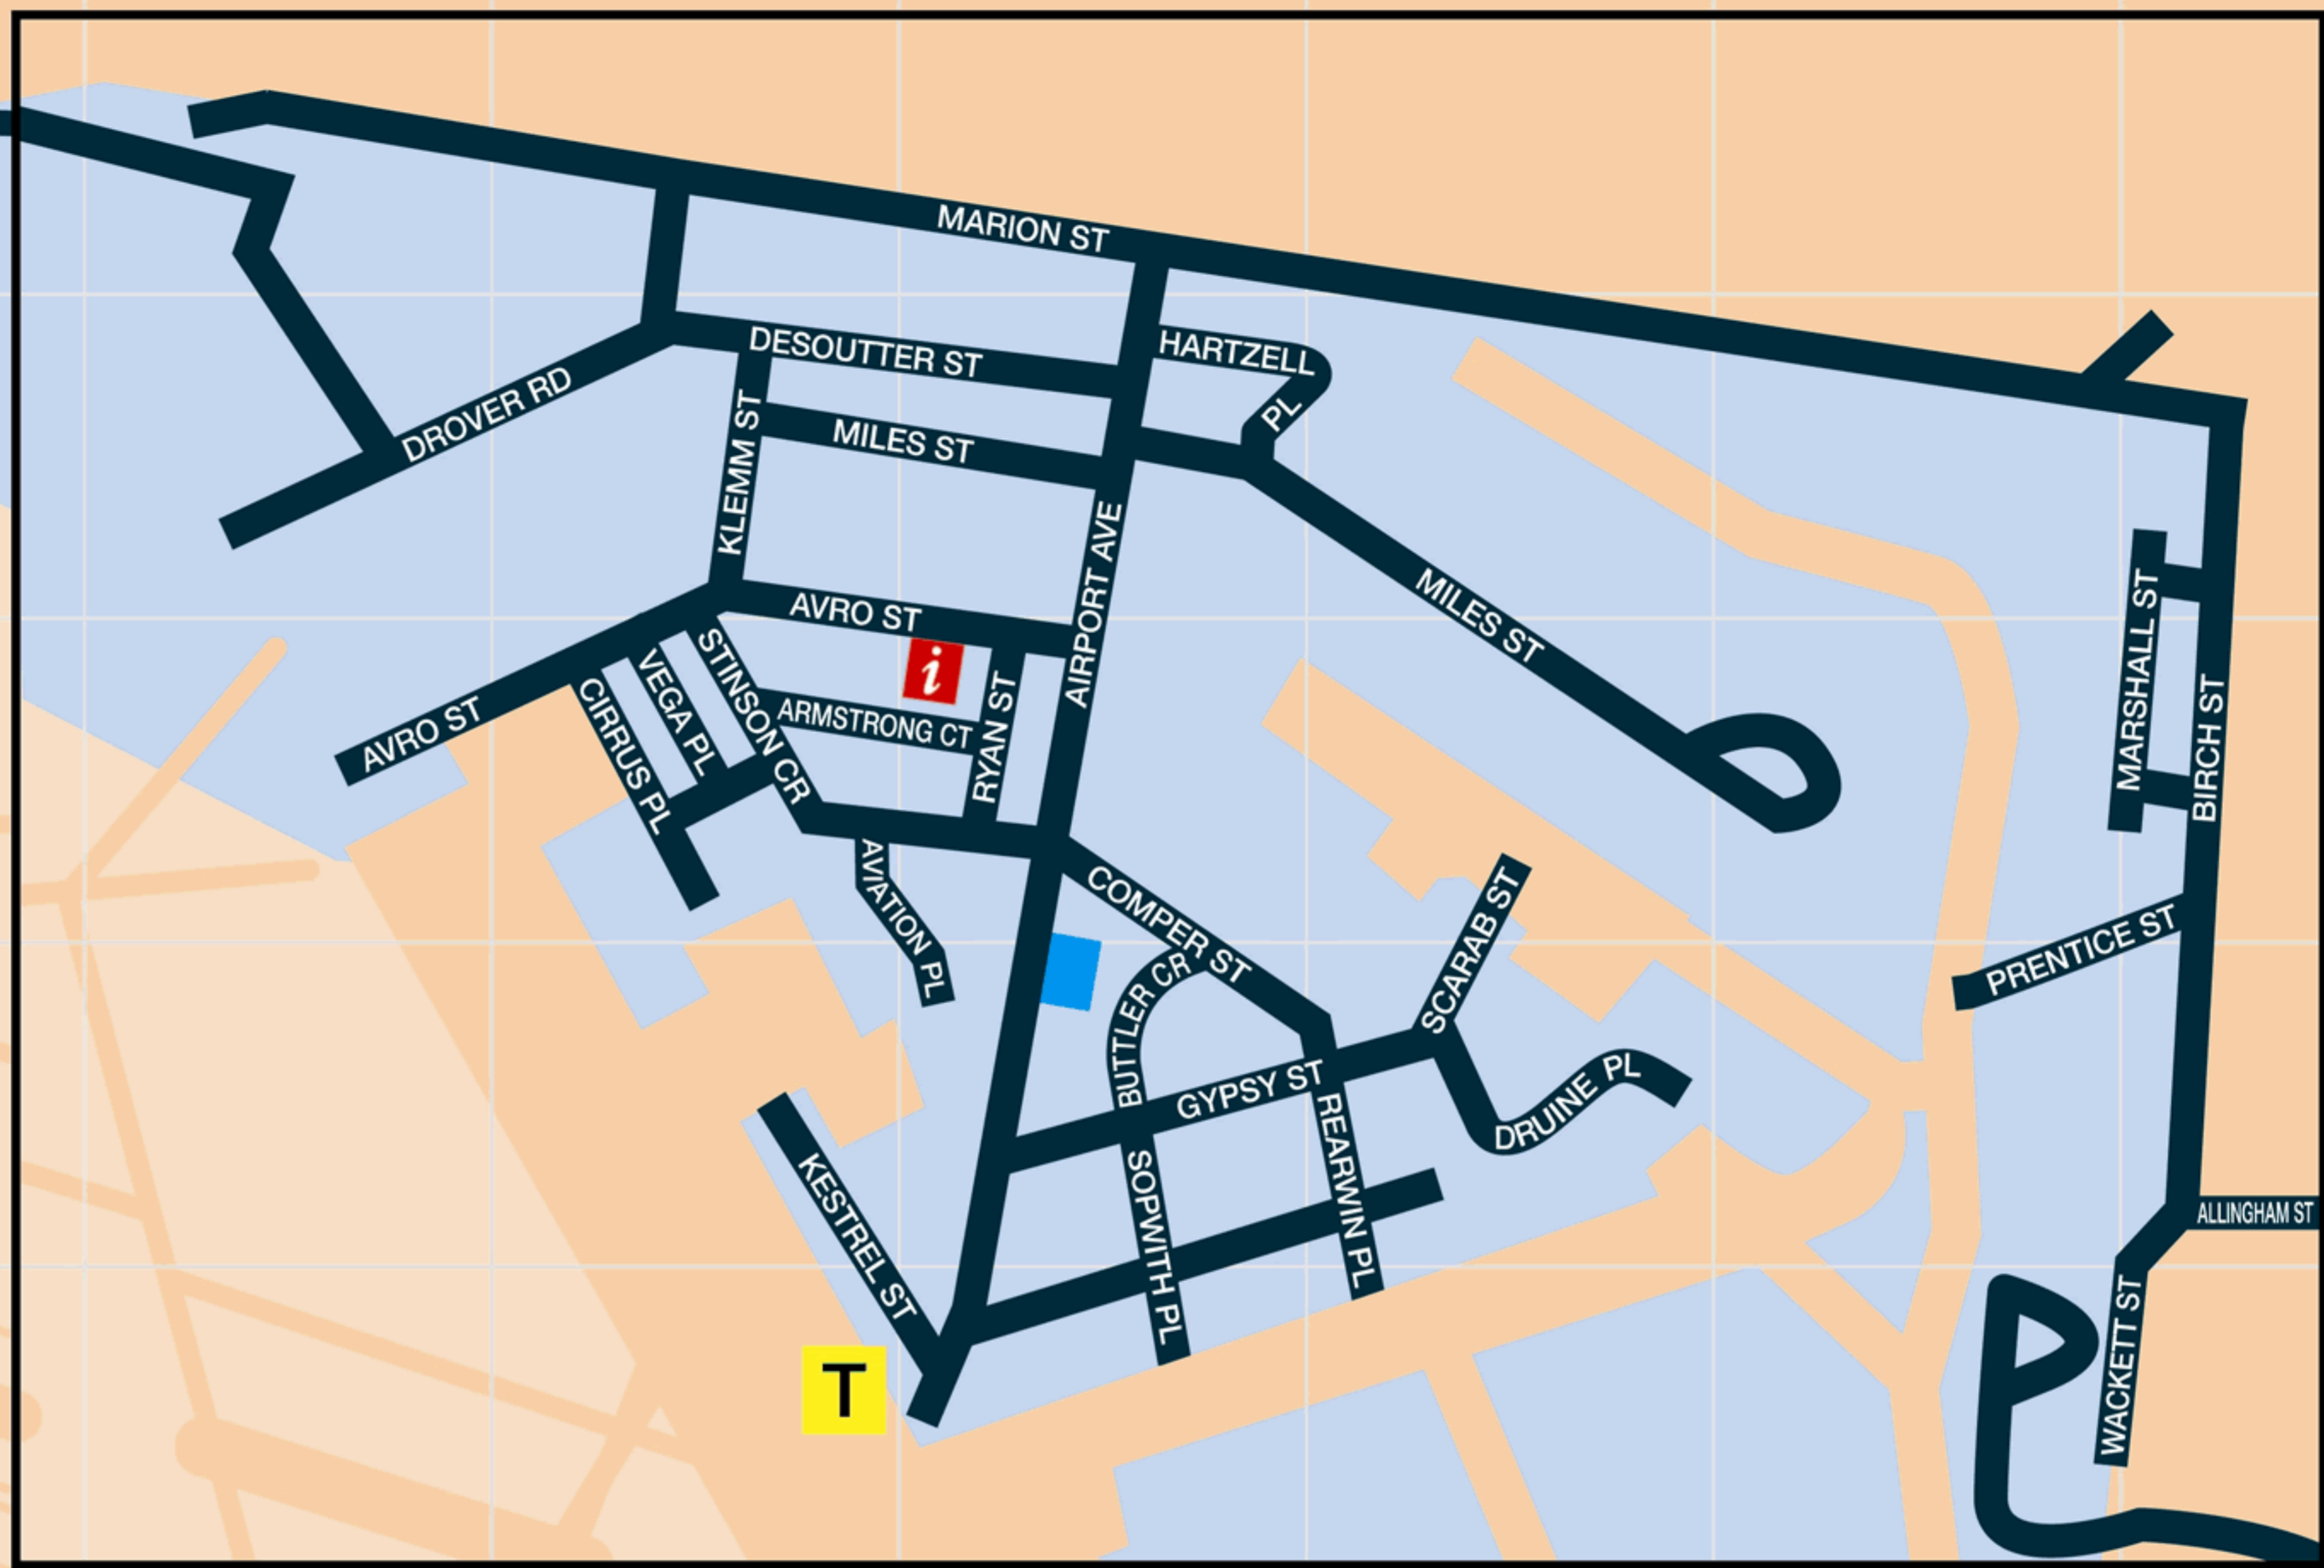 MARION ST
DESOUTTER ST
HARTZELL
PL
DROVER RD
KLEMM ST
MILES ST
AIRPORT AVE
MILES ST
AVRO ST
i
MARSHALL ST
BIRCH ST
STINSON CR
VEGA PL
CIRRUS PL
ARMSTRONG CT
RYAN ST
AVRO ST
AVIATION PL
COMPER ST
BUTTLER CR
SCARAB ST
PRENTICE ST
GYPSY ST
DRUINE PL
REARWIN PL
SOPWITH PL
KESTREL ST
ALLINGHAM ST
WACKETT ST
T